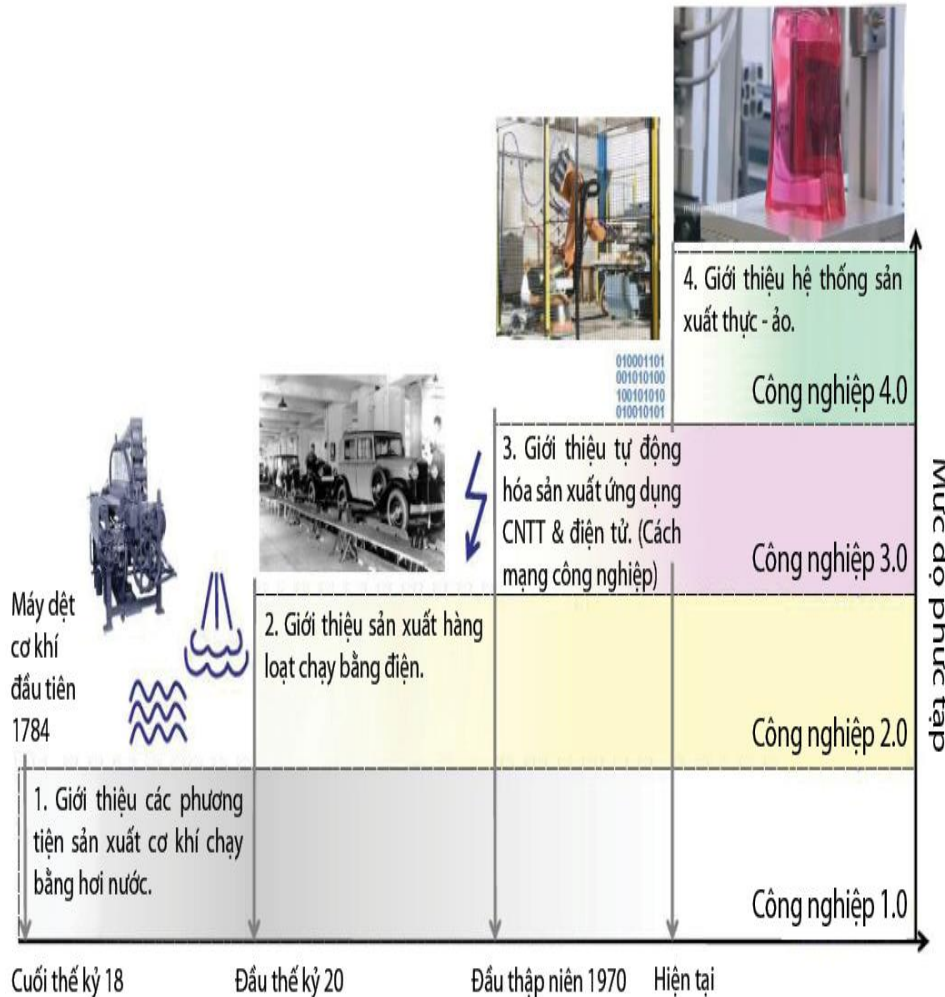 010001101
001010100
100101010
010010101
4. Giới thiệu hệ thống sản
xuất thực - ảo.
Công nghiệp 4.0
3. Giới thiệu tự động
hóa sản xuất ứng dụng
CNTT & điện tử. (Cách
mạng công nghiệp)
Công nghiệp 3.0
Máy dệt
cơ khí
đầu tiên
1784
2. Giới thiệu sản xuất hàng
loạt chạy bằng điện.
Công nghiệp 2.0
1. Giới thiệu các phương
tiện sản xuất cơ khí chạy
bằng hơi nước.
Công nghiệp 1.0
Mức độ phức tạp
Cuối thế kỷ 18
Đầu thế kỷ 20
Đầu thập niên 1970
Hiện tại